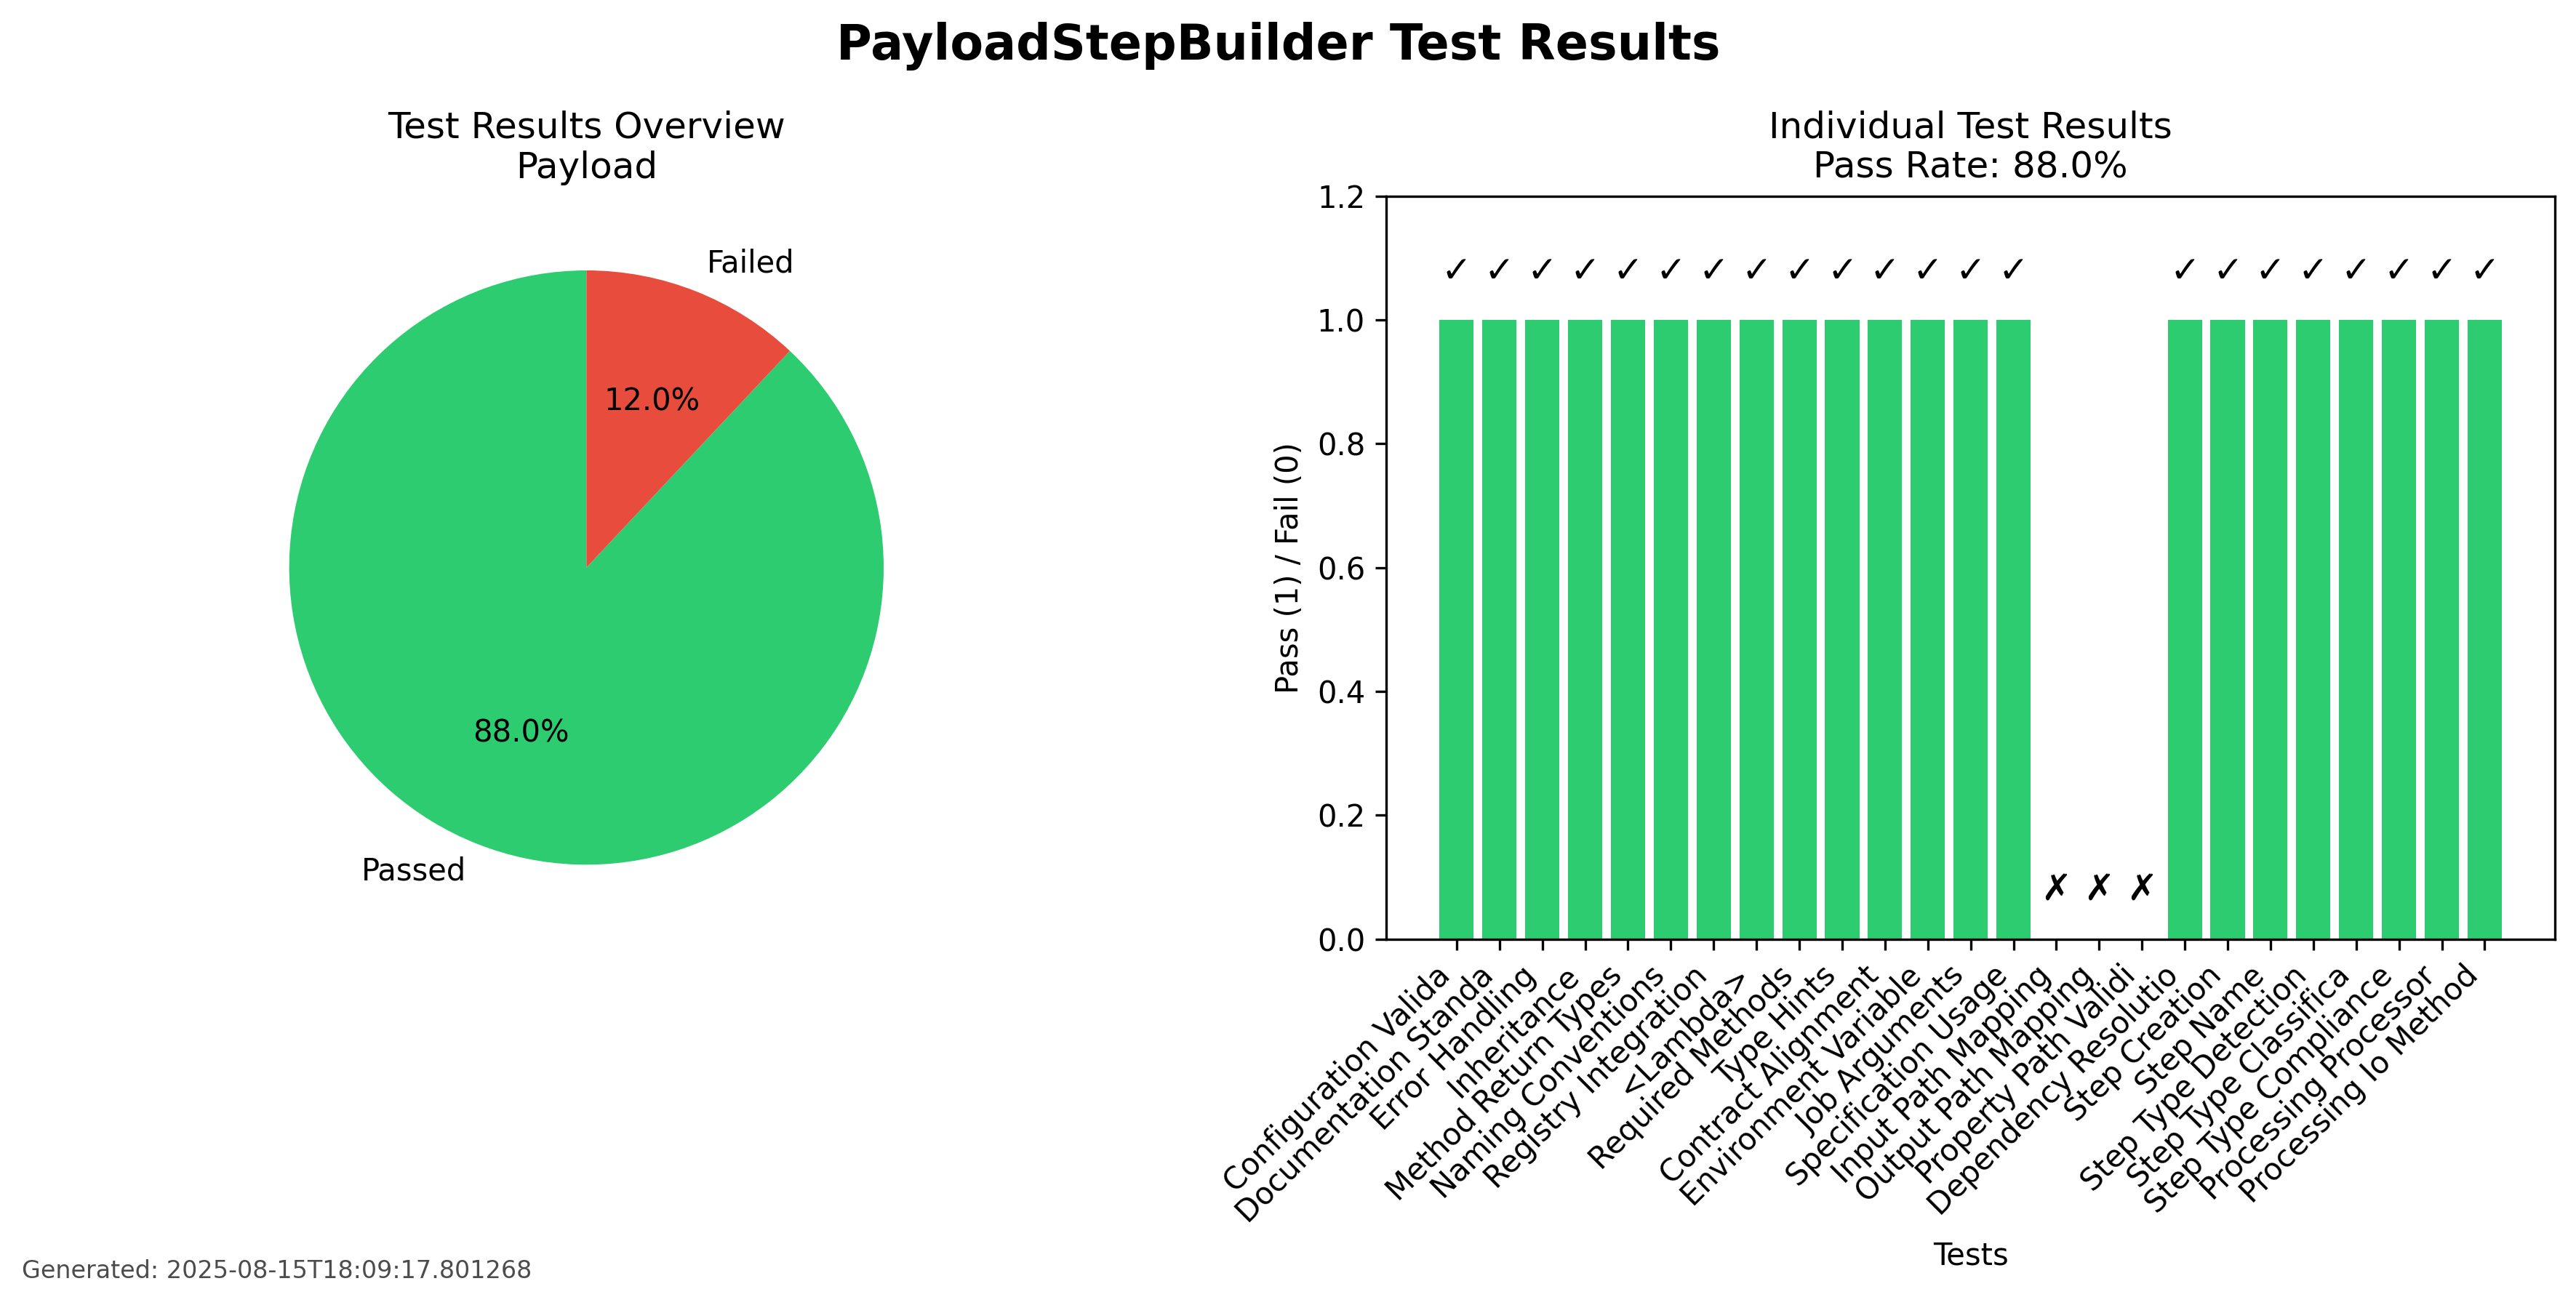 PayloadStepBuilder Test Results
Test Results Overview
Payload
Failed
12.0%
88.0%
Passed
Individual Test Results
Pass Rate: 88.0%
1.2
1.0
0.8
0.6
0.4
0.2
0.0
Pass (1) / Fail (0)
✓ ✓ ✓ ✓ ✓ ✓ ✓ ✓ ✓ ✓ ✓ ✓ ✓ ✓ ✗ ✗ ✗ ✓ ✓ ✓ ✓ ✓ ✓ ✓ ✓
Configuration Valida
Documentation Standa
Error Handling
Inheritance
Method Return Types
Naming Conventions
Registry Integration
<Lambda>
Required Methods
Type Hints
Contract Alignment
Environment Variable
Job Arguments
Specification Usage
Input Path Mapping
Output Path Mapping
Property Path Validi
Dependency Resolutio
Step Creation
Step Name
Step Type Detection
Step Type Classifica
Step Type Compliance
Processing Processor
Processing Io Method
Tests
Generated: 2025-08-15T18:09:17.801268